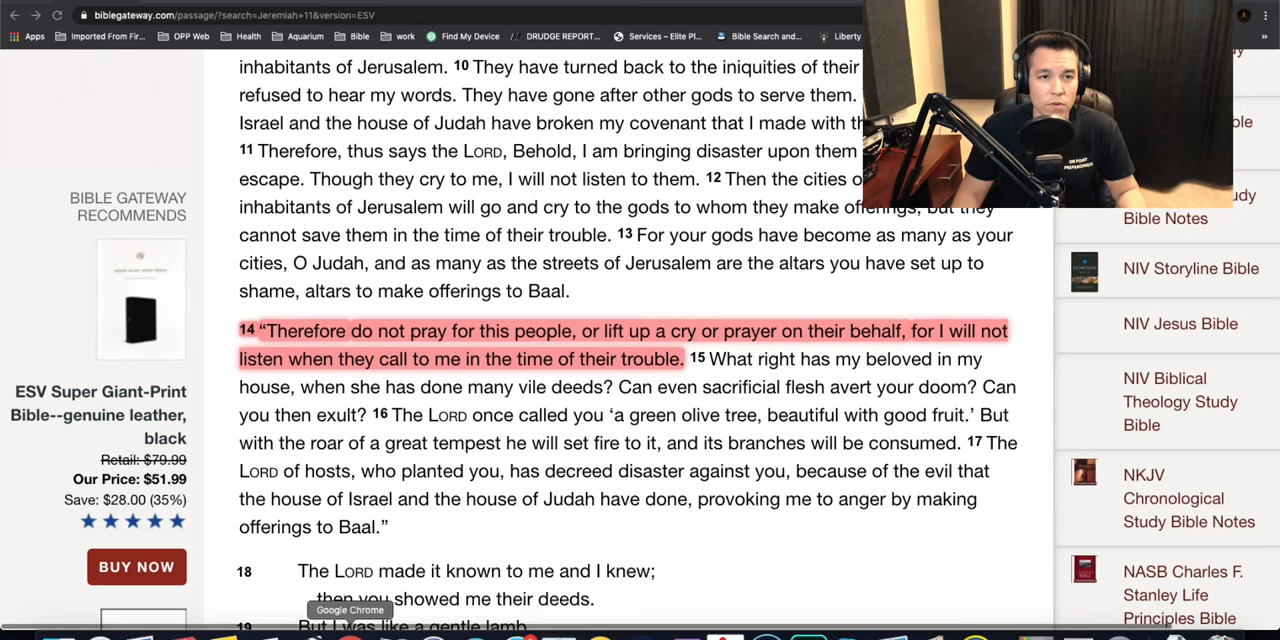 biblegateway.com/passage/?search=Jeremiah+11&version=ESV
Apps Imported From Fir... OPP Web Health Aquarium Bible work Find My Device DRUDGE REPORT... Services – Elite Pl... Bible Search and... Liberty »
inhabitants of Jerusalem. 10 They have turned back to the iniquities of their
refused to hear my words. They have gone after other gods to serve them.
Israel and the house of Judah have broken my covenant that I made with
11 Therefore, thus says the LORD, Behold, I am bringing disaster upon them
escape. Though they cry to me, I will not listen to them. 12 Then the cities
inhabitants of Jerusalem will go and cry to the gods to whom they make offerings, but they
cannot save them in the time of their trouble. 13 For your gods have become as many as your
cities, O Judah, and as many as the streets of Jerusalem are the altars you have set up to
shame, altars to make offerings to Baal.
14 “Therefore do not pray for this people, or lift up a cry or prayer on their behalf, for I will not
listen when they call to me in the time of their trouble. 15 What right has my beloved in my
house, when she has done many vile deeds? Can even sacrificial flesh avert your doom? Can
you then exult? 16 The LORD once called you ‘a green olive tree, beautiful with good fruit.’ But
with the roar of a great tempest he will set fire to it, and its branches will be consumed. 17 The
LORD of hosts, who planted you, has decreed disaster against you, because of the evil that
the house of Israel and the house of Judah have done, provoking me to anger by making
offerings to Baal.”
18 The LORD made it known to me and I knew;
then you showed me their deeds.
19 But I was like a gentle lamb
Google Chrome
BIBLE GATEWAY
RECOMMENDS
ESV Super Giant-Print
Bible--genuine leather,
black
Retail: $79.99
Our Price: $51.99
Save: $28.00 (35%)
BUY NOW
ON POINT
PREPAREDNESS
Bible Notes
NIV Storyline Bible
NIV Jesus Bible
NIV Biblical
Theology Study
Bible
NKJV
Chronological
Study Bible Notes
NASB Charles F.
Stanley Life
Principles Bible